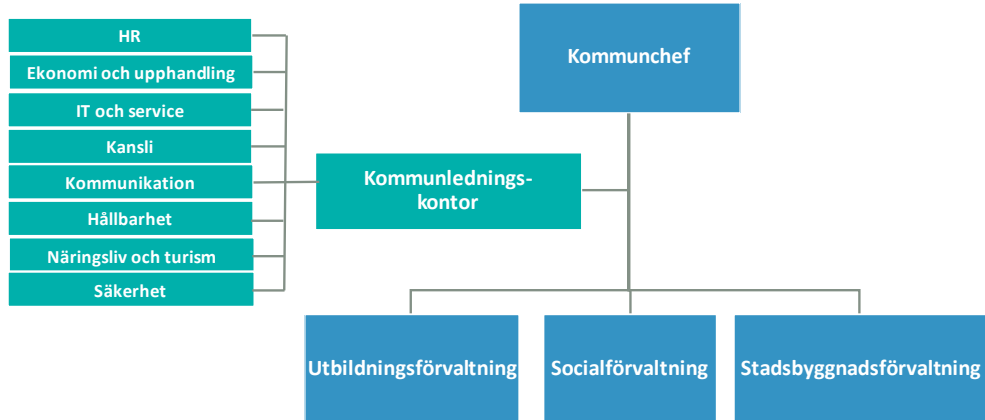 Kommunchef
HR
Ekonomi och upphandling
IT och service
Kansli
Kommunikation
Hållbarhet
Näringsliv och turism
Säkerhet
Kommunlednings-
kontor
Utbildningsförvaltning
Socialförvaltning
Stadsbyggnadsförvaltning